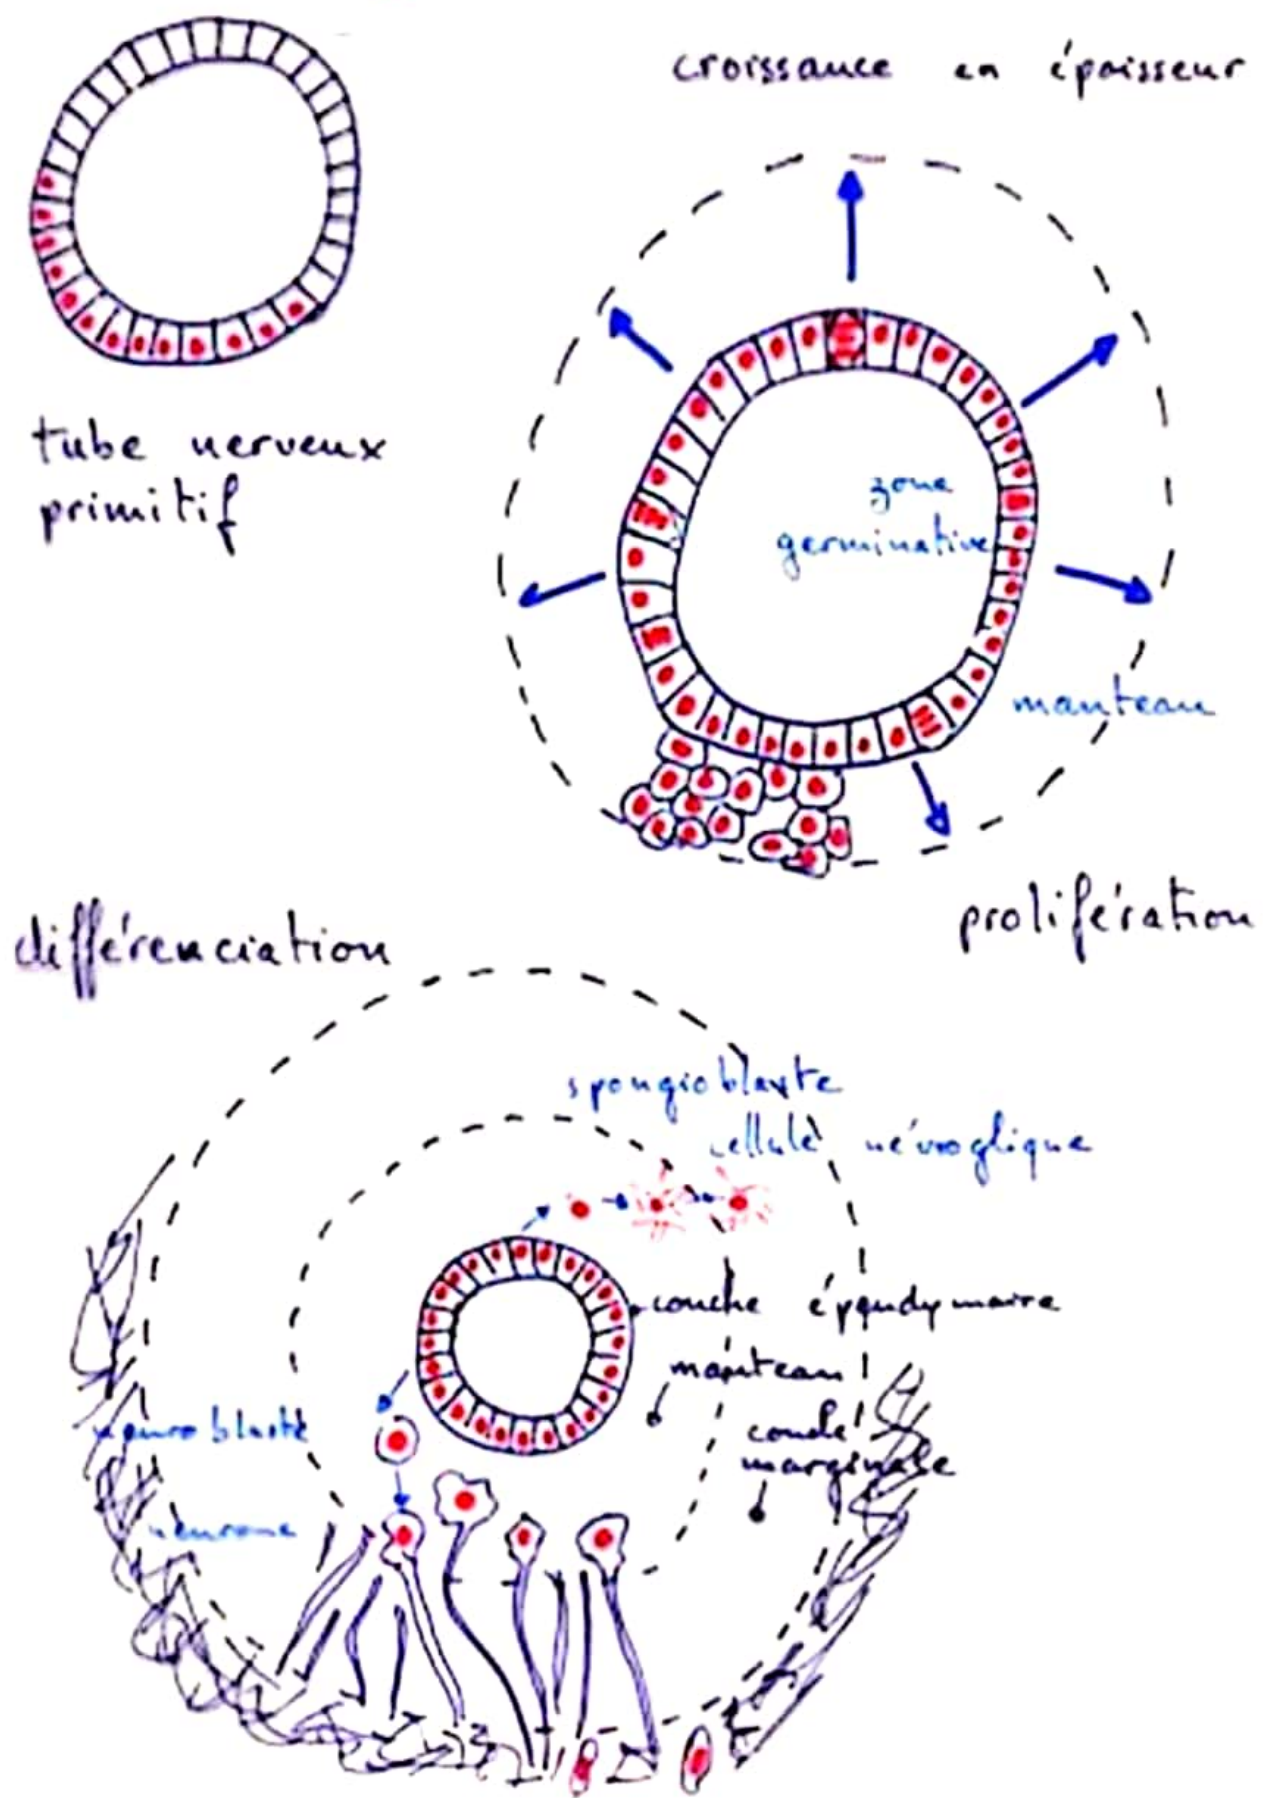 croissance en épaisseur
tube nerveux
primitif
zone
germinative
manteau
prolifération
différenciation
spongioblaste
cellule névroglique
couche épendymaire
manteau
couche
marginale
neuroblaste
neurone